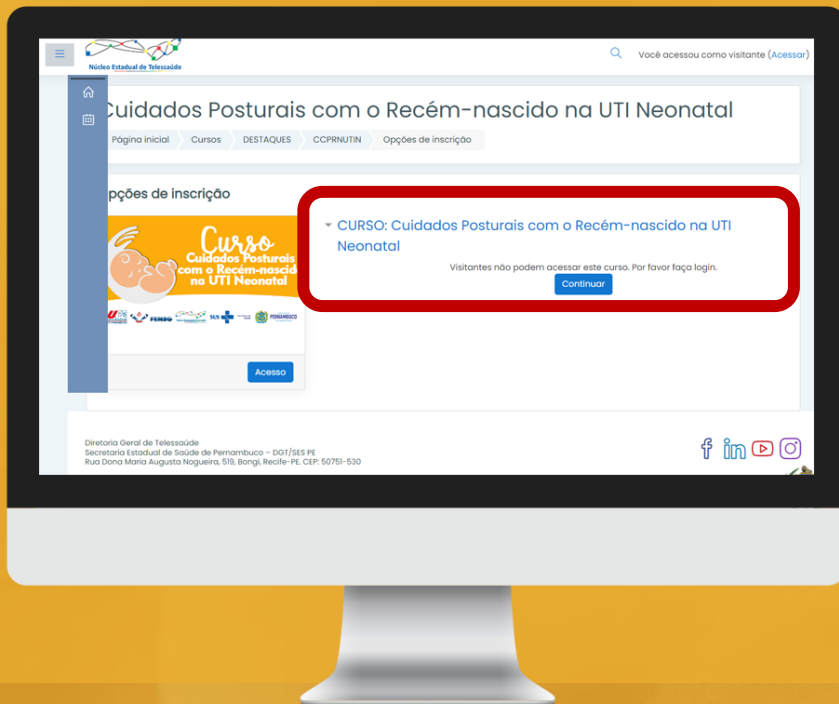 Núcleo Estadual de Telessaúde
Você acessou como visitante (Acessar)
Cuidados Posturais com o Recém-nascido na UTI Neonatal
Página inicial Cursos DESTAQUES CCPRNUTIN Opções de inscrição
pções de inscrição
Curso
Cuidados Posturais
com o Recém-nascid
na UTI Neonatal
SUS
PERNAMBUCO
Acesso
CURSO: Cuidados Posturais com o Recém-nascido na UTI
Neonatal
Visitantes não podem acessar este curso. Por favor faça login.
Continuar
Diretoria Geral de Telessaúde
Secretaria Estadual de Saúde de Pernambuco - DGT/SES PE
Rua Dona Maria Augusta Nogueira, 519, Bongi, Recife-PE. CEP: 50751-530